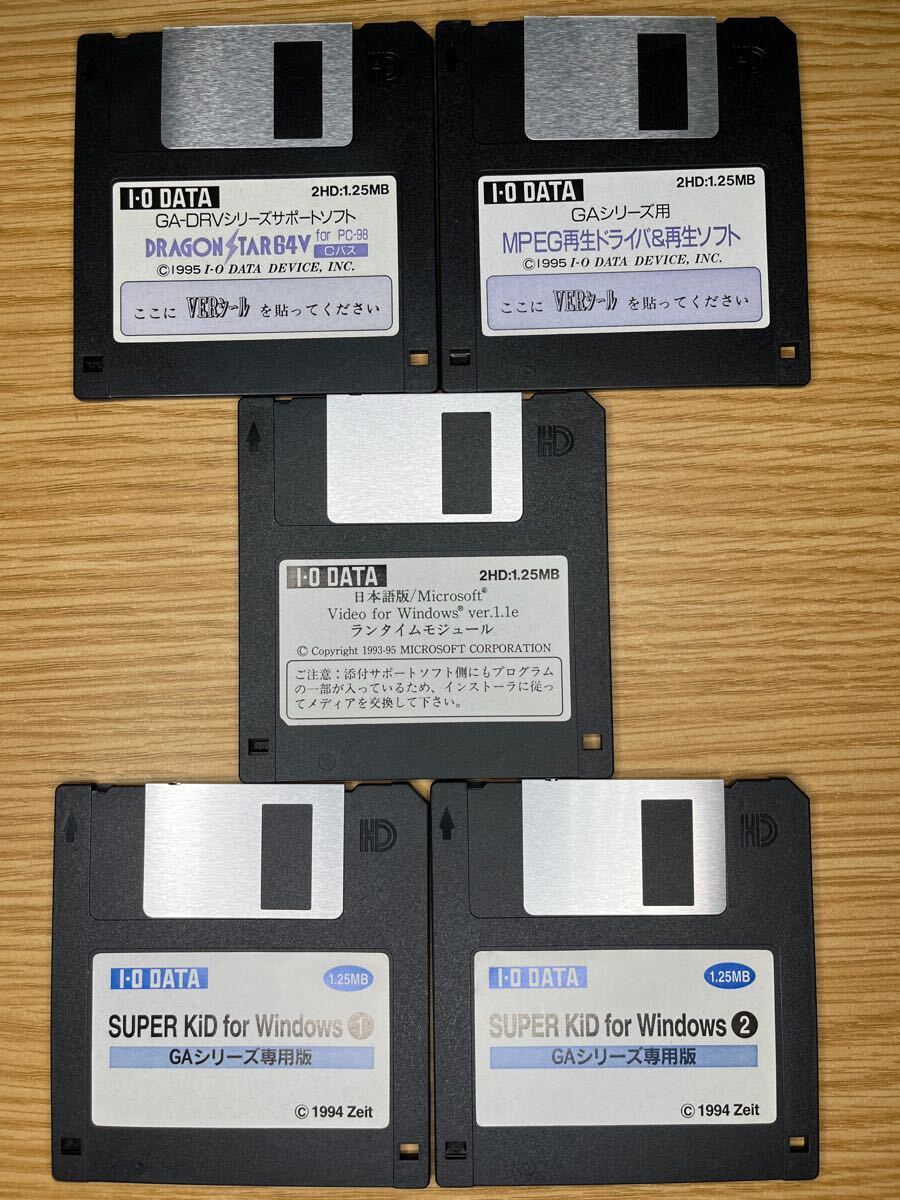 HD
I·O DATA
2HD:1.25MB
GA-DRVシリーズサポートソフト
DRAGON STAR64V for PC-98
Cバス
©1995 I-O DATA DEVICE, INC.
ここに VERシール を貼ってください
HD
I·O DATA
2HD:1.25MB
GAシリーズ用
MPEG再生ドライバ&再生ソフト
©1995 I-O DATA DEVICE, INC.
ここに VERシール を貼ってください
HD
I·O DATA
2HD:1.25MB
日本語版/Microsoft®
Video for Windows® ver.1.1e
ランタイムモジュール
© Copyright 1993-95 MICROSOFT CORPORATION
ご注意：添付サポートソフト側にもプログラム
の一部が入っているため、インストーラに従っ
てメディアを交換して下さい。
HD
I·O DATA
1.25MB
SUPER KiD for Windows 1
GAシリーズ専用版
© 1994 Zeit
HD
I·O DATA
1.25MB
SUPER KiD for Windows 2
GAシリーズ専用版
© 1994 Zeit